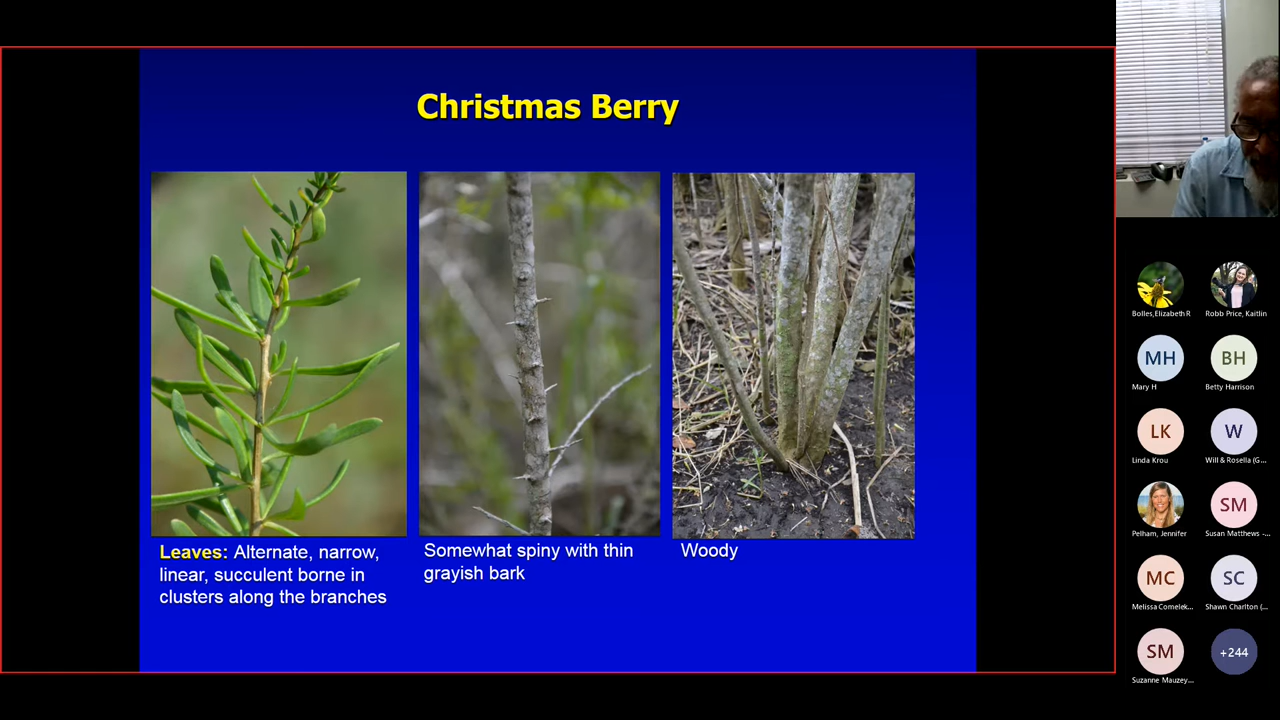 Christmas Berry
Leaves: Alternate, narrow,
linear, succulent borne in
clusters along the branches
Somewhat spiny with thin
grayish bark
Woody
Bolles,Elizabeth R
Robb Price, Kaitlin
MH
Mary H
BH
Betty Harrison
LK
Linda Krou
W
Will & Rosella (G...
Pelham, Jennifer
SM
Susan Matthews -...
MC
Melissa Comelek...
SC
Shawn Charlton (...
SM
Suzanne Mauzey...
+244